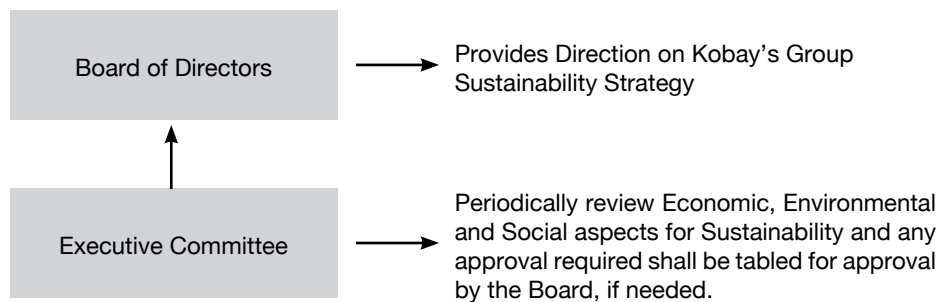 Board of Directors
Provides Direction on Kobay’s Group
Sustainability Strategy
Executive Committee
Periodically review Economic, Environmental
and Social aspects for Sustainability and any
approval required shall be tabled for approval
by the Board, if needed.